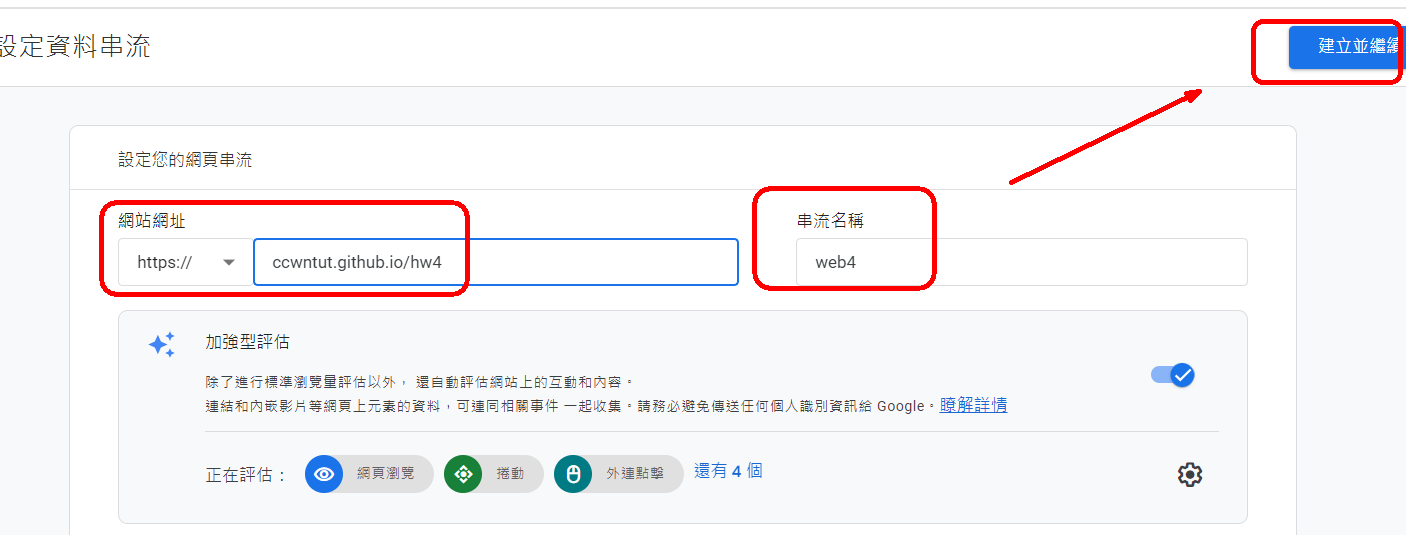 設定資料串流
建立並繼續
設定您的網頁串流
網站網址
串流名稱
https://
ccwntut.github.io/hw4
web4
加強型評估
除了進行標準瀏覽量評估以外， 還自動評估網站上的互動和內容。
連結和內嵌影片等網頁上元素的資料，可連同相關事件 一起收集。請務必避免傳送任何個人識別資訊給 Google。瞭解詳情
正在評估： 網頁瀏覽 捲動 外連點擊 還有 4 個